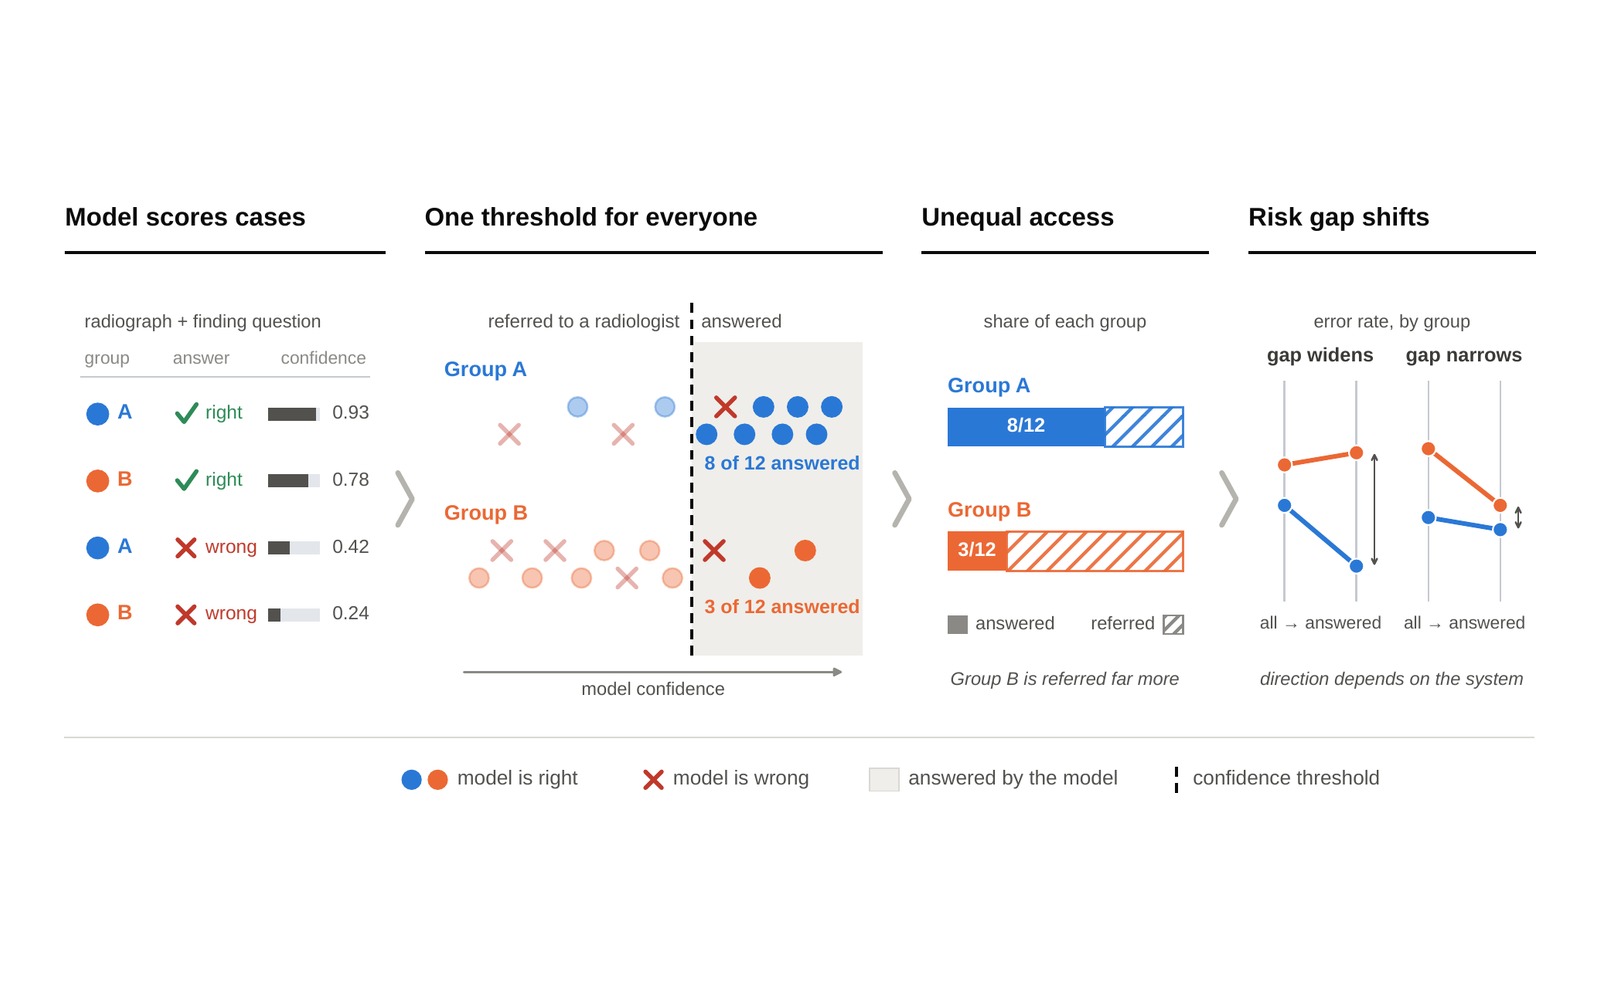 Model scores cases
radiograph + finding question
group answer confidence
A right 0.93
B right 0.78
A wrong 0.42
B wrong 0.24
One threshold for everyone
referred to a radiologist answered
Group A
8 of 12 answered
Group B
3 of 12 answered
model confidence
Unequal access
share of each group
Group A
8/12
Group B
3/12
answered referred
Group B is referred far more
Risk gap shifts
error rate, by group
gap widens gap narrows
all → answered all → answered
direction depends on the system
model is right model is wrong answered by the model confidence threshold